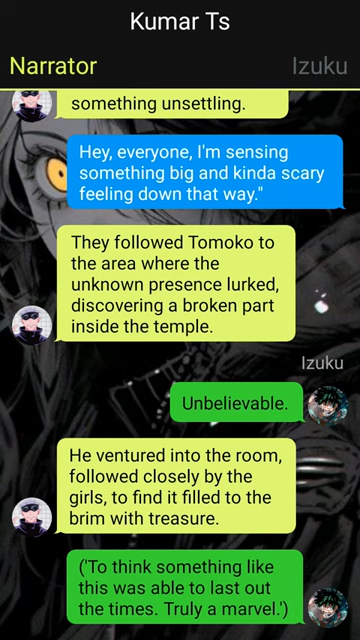 Kumar Ts
Narrator Izuku
something unsettling.
Hey, everyone, I'm sensing
something big and kinda scary
feeling down that way."
They followed Tomoko to
the area where the
unknown presence lurked,
discovering a broken part
inside the temple.
Izuku
Unbelievable.
He ventured into the room,
followed closely by the
girls, to find it filled to the
brim with treasure.
('To think something like
this was able to last out
the times. Truly a marvel.')